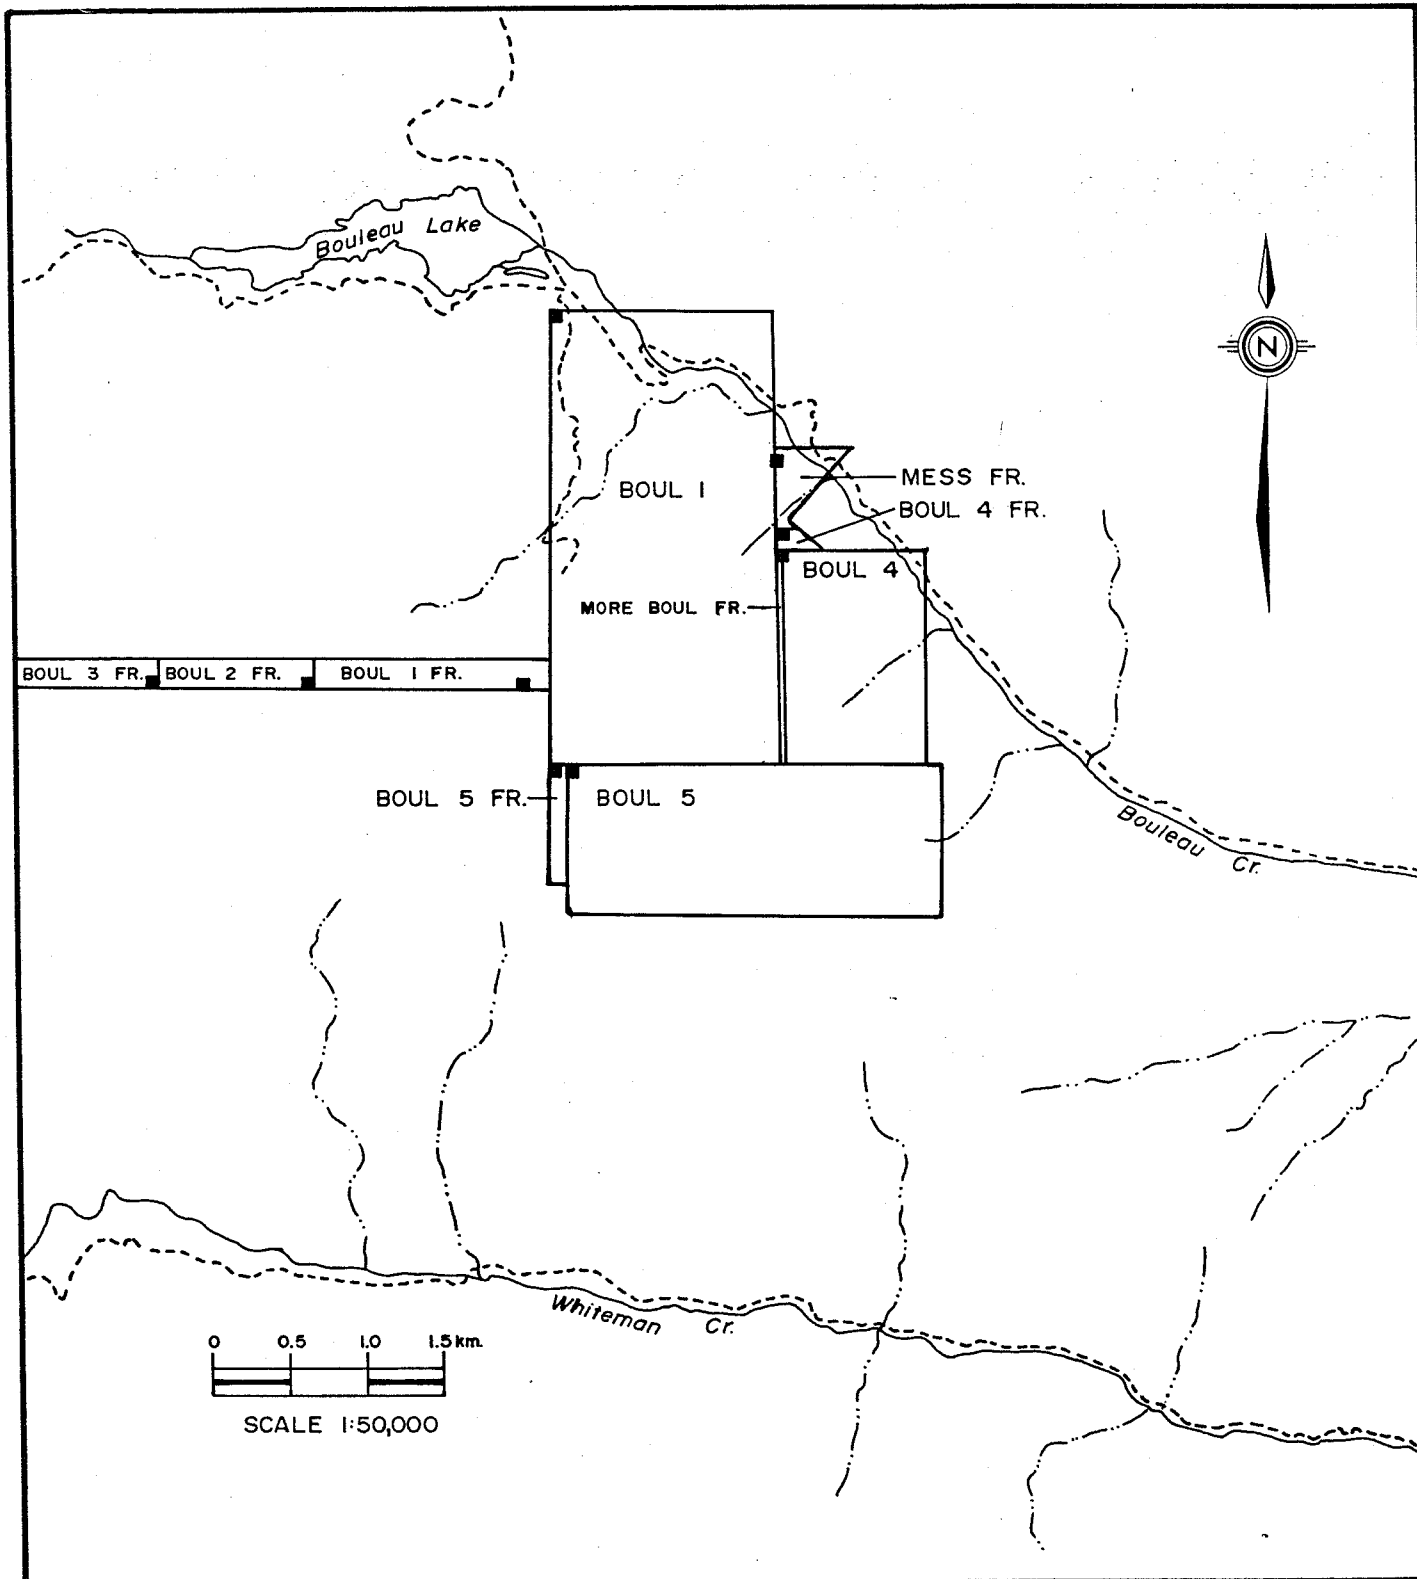 Bouleau Lake
N
BOUL 1
MESS FR.
BOUL 4 FR.
BOUL 4
MORE BOUL FR.
BOUL 3 FR.
BOUL 2 FR.
BOUL 1 FR.
BOUL 5 FR.
BOUL 5
Bouleau Cr.
Whiteman Cr.
0 0.5 1.0 1.5 km.
SCALE 1:50,000